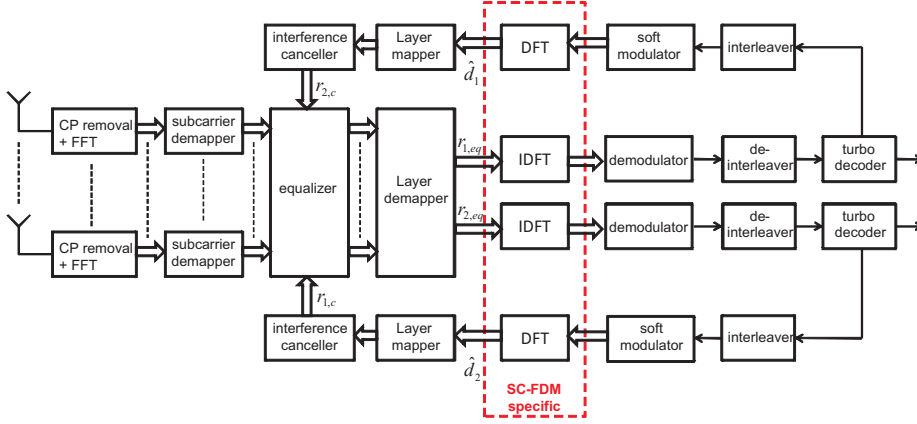 interference
canceller
Layer
mapper
DFT
soft
modulator
interleaver
r2,c
d̂1
CP removal
+ FFT
subcarrier
demapper
equalizer
Layer
demapper
r1,eq
IDFT
demodulator
de-
interleaver
turbo
decoder
r2,eq
IDFT
demodulator
de-
interleaver
turbo
decoder
CP removal
+ FFT
subcarrier
demapper
r1,c
interference
canceller
Layer
mapper
DFT
soft
modulator
interleaver
d̂2
SC-FDM
specific